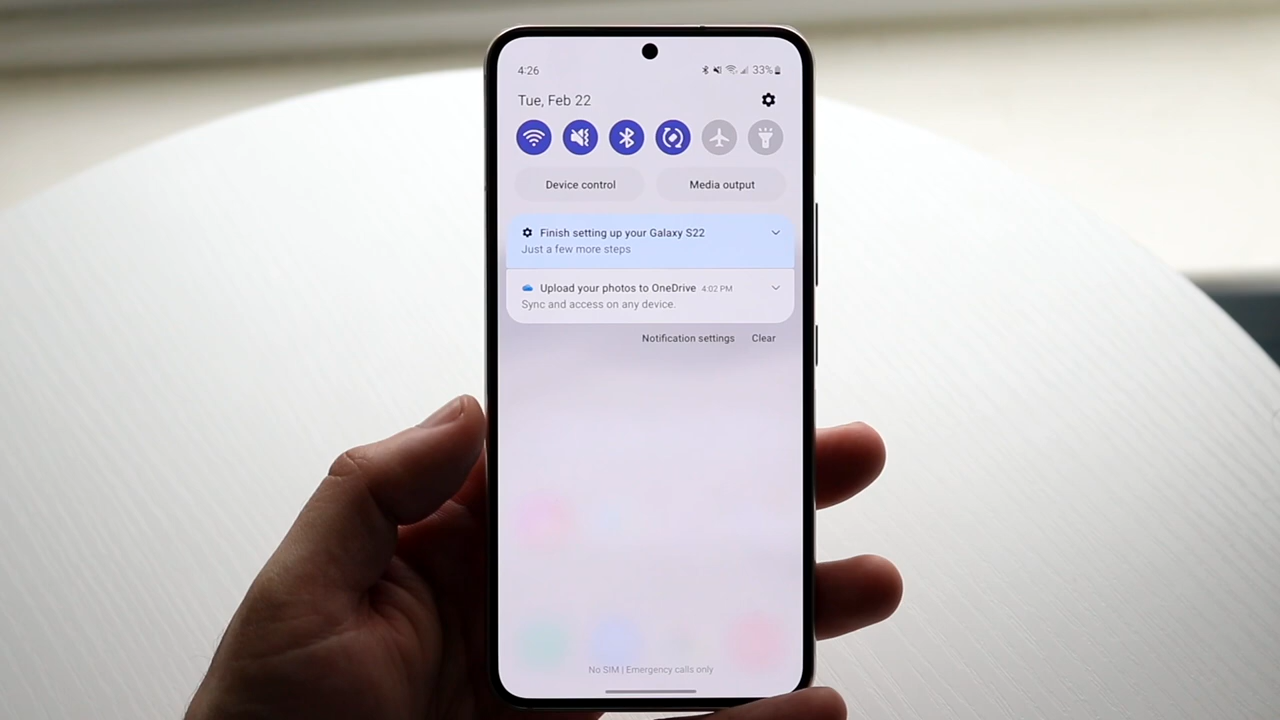 4:26 33%
Tue, Feb 22
Device control Media output
Finish setting up your Galaxy S22
Just a few more steps
Upload your photos to OneDrive 4:02 PM
Sync and access on any device.
Notification settings Clear
No SIM | Emergency calls only